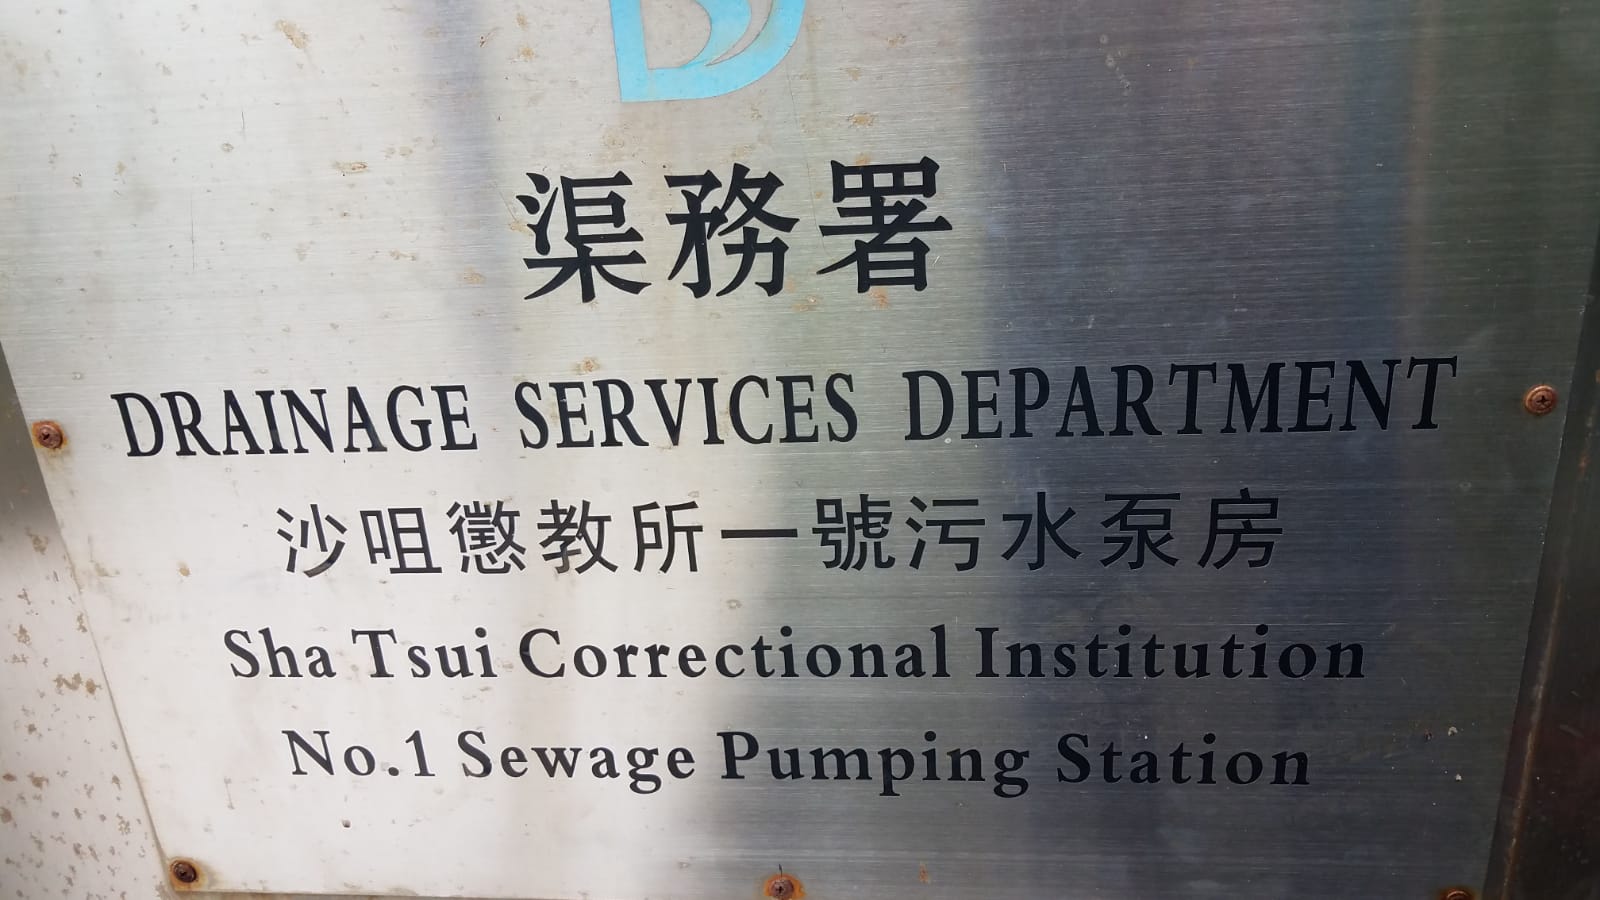 渠務署
DRAINAGE SERVICES DEPARTMENT
沙咀懲教所一號污水泵房
Sha Tsui Correctional Institution
No.1 Sewage Pumping Station